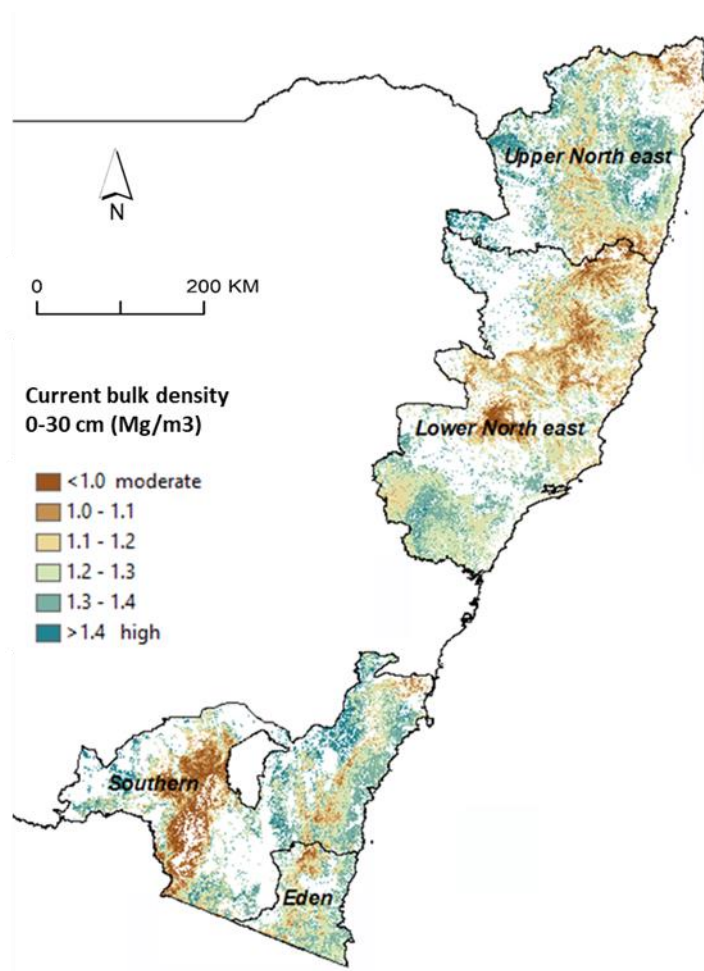 Upper North east
N
0 200 KM
Current bulk density
0-30 cm (Mg/m3)
<1.0 moderate
1.0 - 1.1
1.1 - 1.2
1.2 - 1.3
1.3 - 1.4
>1.4 high
Lower North east
Southern
Eden